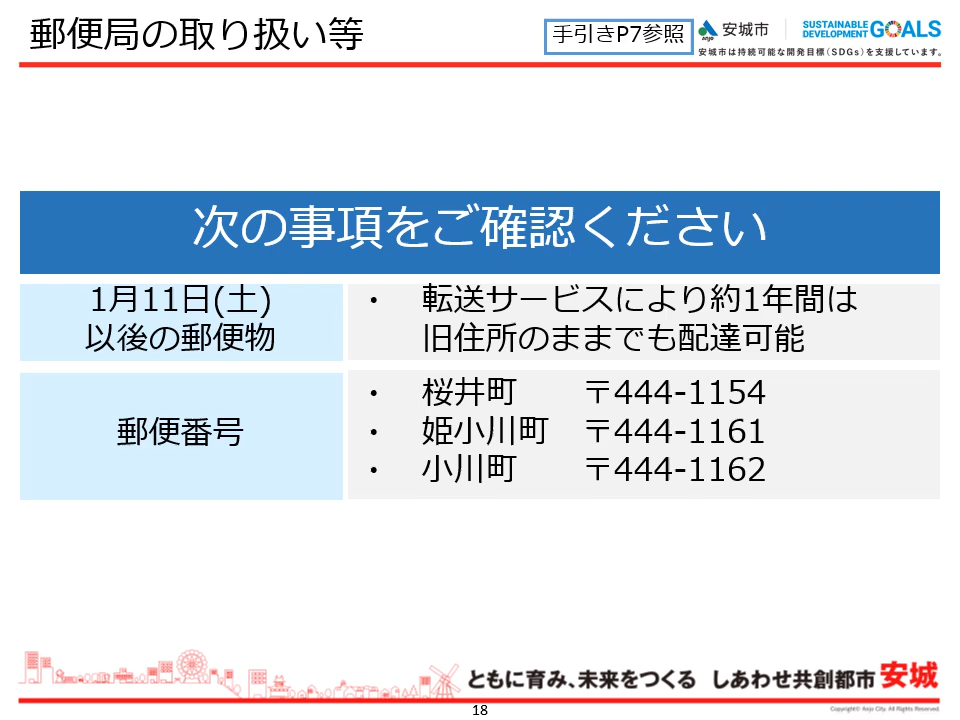 郵便局の取り扱い等
手引きP7参照
anjo
安城市
SUSTAINABLE
DEVELOPMENT
GOALS
安城市は持続可能な開発目標(SDGs)を支援しています。
次の事項をご確認ください
1月11日(土)
以後の郵便物
・ 転送サービスにより約1年間は
旧住所のままでも配達可能
郵便番号
・ 桜井町 〒444-1154
・ 姫小川町 〒444-1161
・ 小川町 〒444-1162
ともに育み、未来をつくる しあわせ共創都市 安城
18
Copyright© Anjo City. All Rights Reserved.